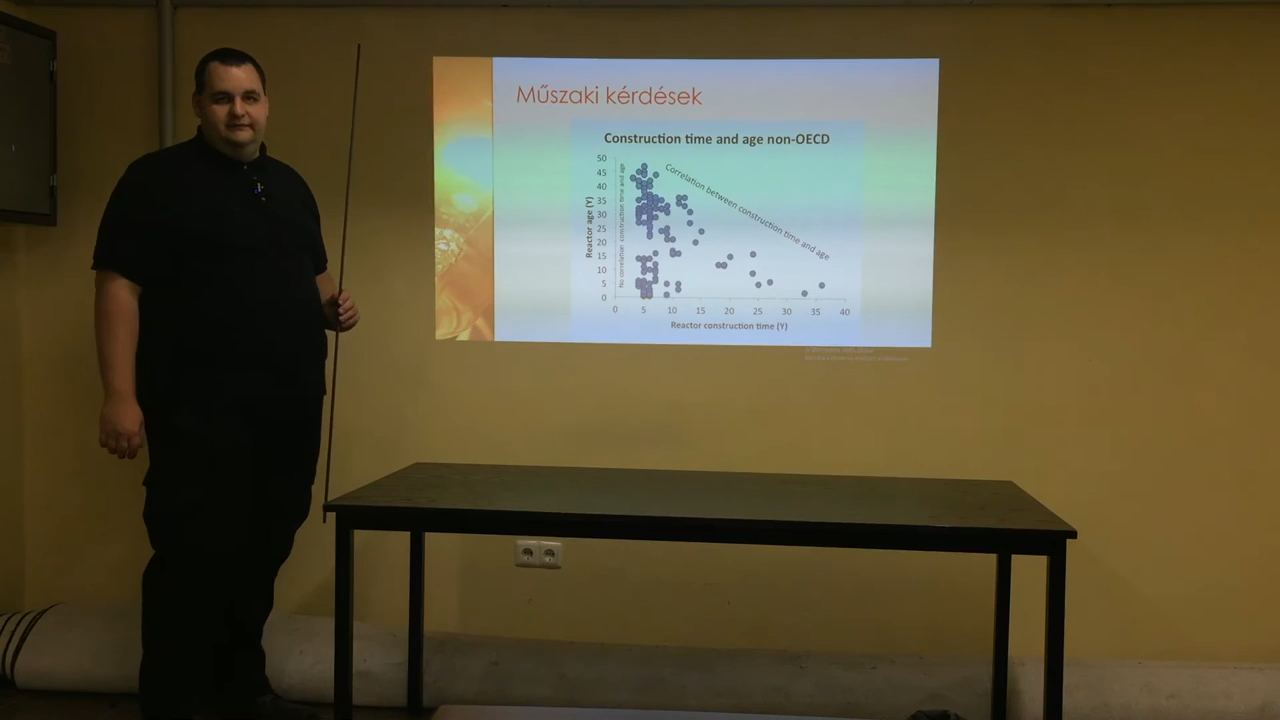 Műszaki kérdések
Construction time and age non-OECD
50
45
40
35
30
25
20
15
10
5
0
Reactor age (Y)
No correlation construction time and age
Correlation between construction time and age
0 5 10 15 20 25 30 35 40
Reactor construction time (Y)